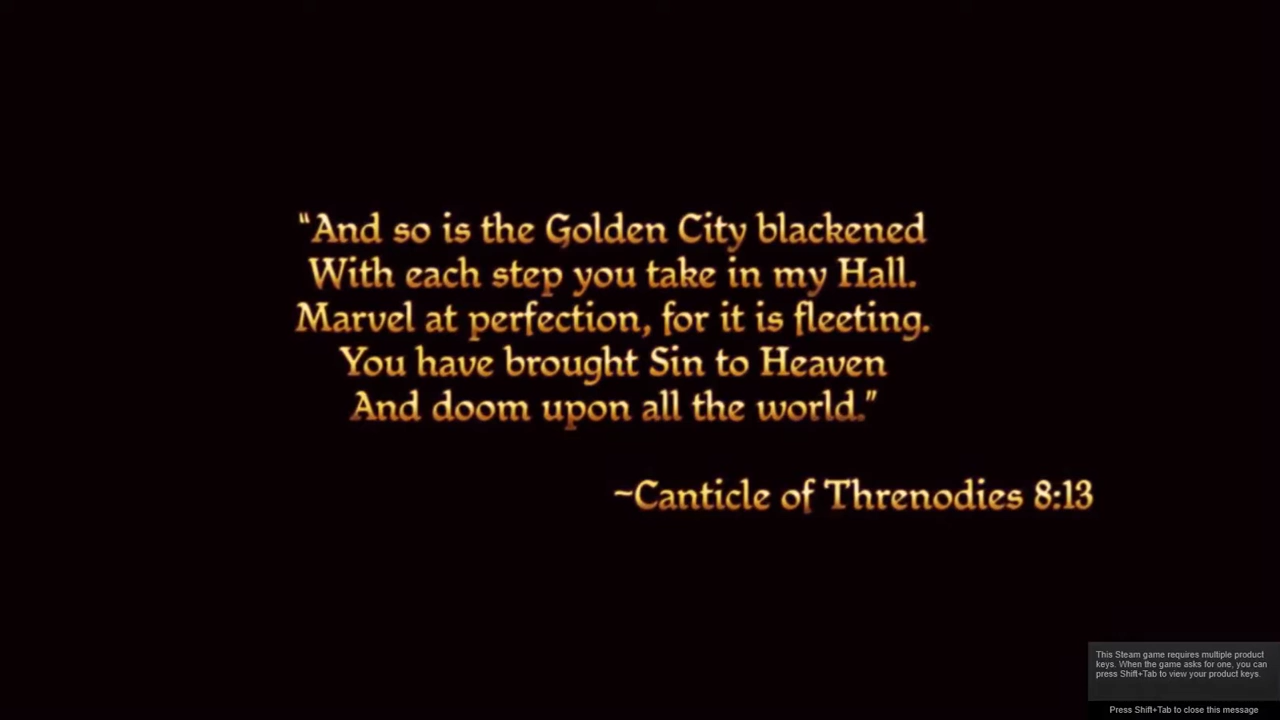 “And so is the Golden City blackened
With each step you take in my Hall.
Marvel at perfection, for it is fleeting.
You have brought Sin to Heaven
And doom upon all the world.”
~Canticle of Threnodies 8:13
This Steam game requires multiple product
keys. When the game asks for one, you can
press Shift+Tab to view your product keys.
Press Shift+Tab to close this message